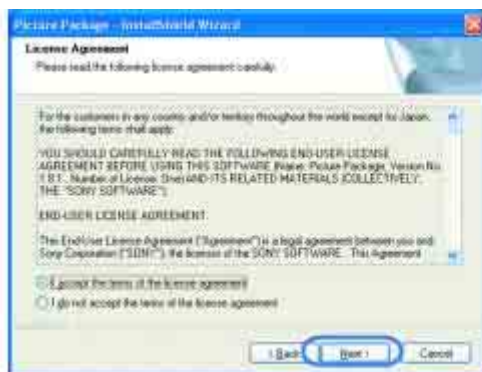 Picture Package - InstallShield Wizard
License Agreement
Please read the following license agreement carefully.
For the customers in any country and/or territory throughout the world except for Japan,
the following terms shall apply.
YOU SHOULD CAREFULLY READ THE FOLLOWING END-USER LICENSE
AGREEMENT BEFORE USING THIS SOFTWARE (Name: Picture Package, Version No.
1.8.1, Number of License: One) AND ITS RELATED MATERIALS (COLLECTIVELY,
THE "SONY SOFTWARE").
END-USER LICENSE AGREEMENT
This End-User License Agreement ("Agreement") is a legal agreement between you and
Sony Corporation ("SONY"), the licensor of the SONY SOFTWARE. This Agreement
I accept the terms of the license agreement
I do not accept the terms of the license agreement
< Back Next > Cancel